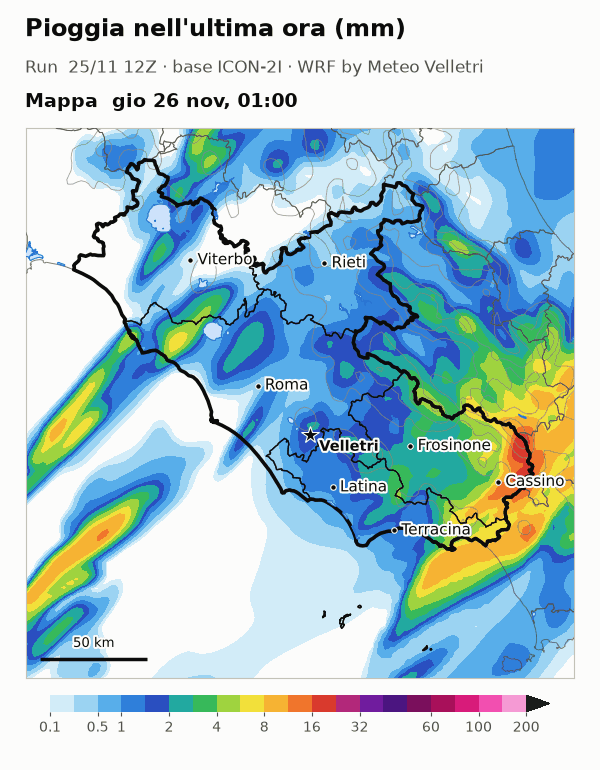 Pioggia nell'ultima ora (mm)
Run 25/11 12Z · base ICON-2I · WRF by Meteo Velletri
Mappa gio 26 nov, 01:00
Viterbo
Rieti
Roma
Velletri
Frosinone
Latina
Cassino
Terracina
50 km
0.1 0.5 1 2 4 8 16 32 60 100 200